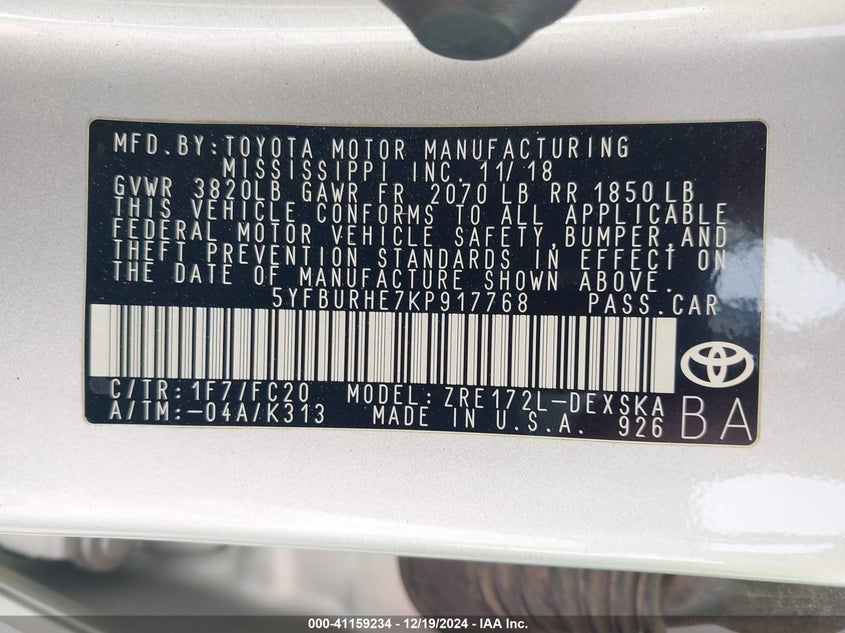 MFD.BY:TOYOTA MOTOR MANUFACTURING
MISSISSIPPI INC. 11/18
GVWR 3820LB GAWR FR 2070 LB RR 1850LB
THIS VEHICLE CONFORMS TO ALL APPLICABLE
FEDERAL MOTOR VEHICLE SAFETY,BUMPER,AND
THEFT PREVENTION STANDARDS IN EFFECT ON
THE DATE OF MANUFACTURE SHOWN ABOVE.
5YFBURHE7KP917768 PASS.CAR
C/TR:1F7/FC20 MODEL:ZRE172L-DEXSKA
A/TM:-04A/K313 MADE IN U.S.A. 926 BA
000-41159234 - 12/19/2024 - IAA Inc.